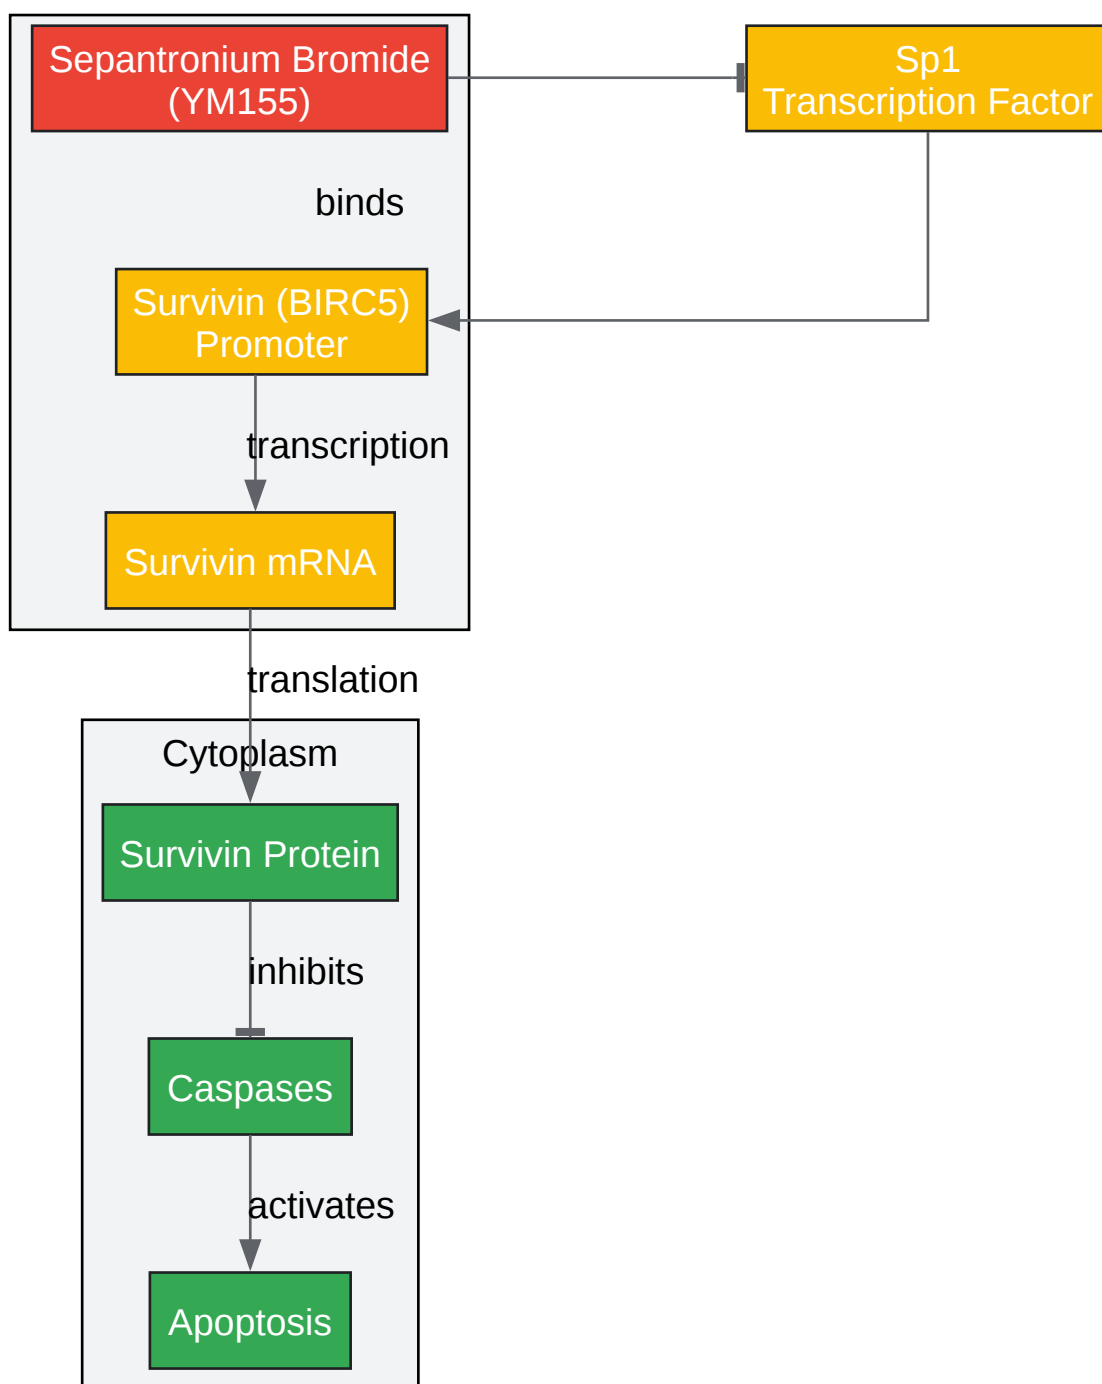 Sepantronium Bromide
(YM155)
Sp1
Transcription Factor
binds
Survivin (BIRC5)
Promoter
transcription
Survivin mRNA
translation
Cytoplasm
Survivin Protein
inhibits
Caspases
activates
Apoptosis